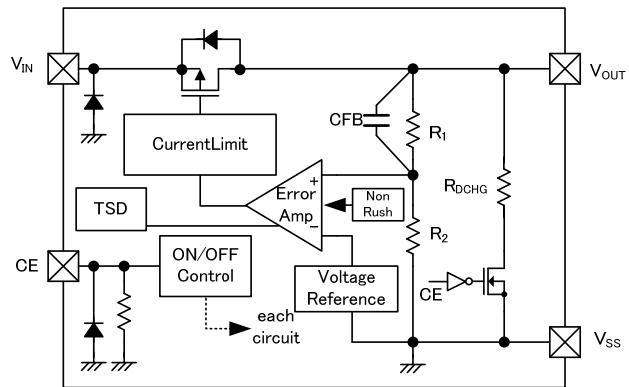 VIN
VOUT
CFB
R1
CurrentLimit
RDCHG
Error
Amp
+
−
Non
Rush
TSD
R2
CE
ON/OFF
Control
Voltage
Reference
CE
each
circuit
VSS